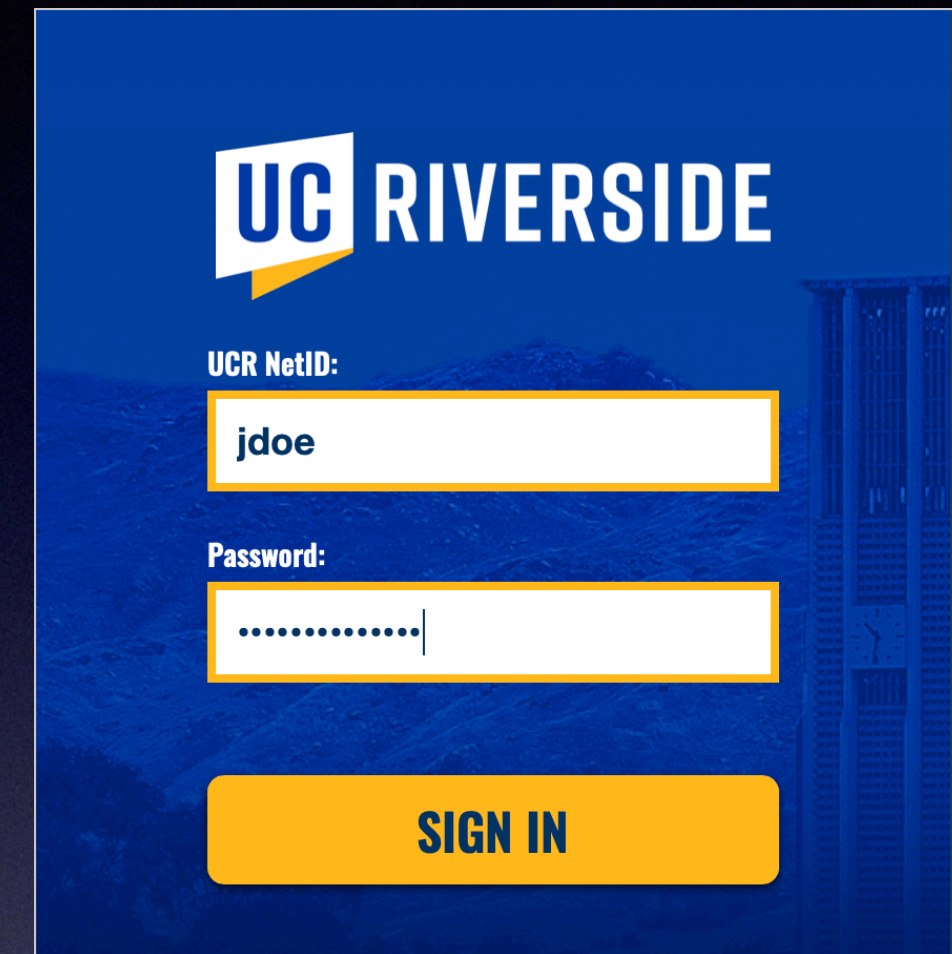 UC RIVERSIDE
UCR NetID:
jdoe
Password:
••••••••••••••
SIGN IN